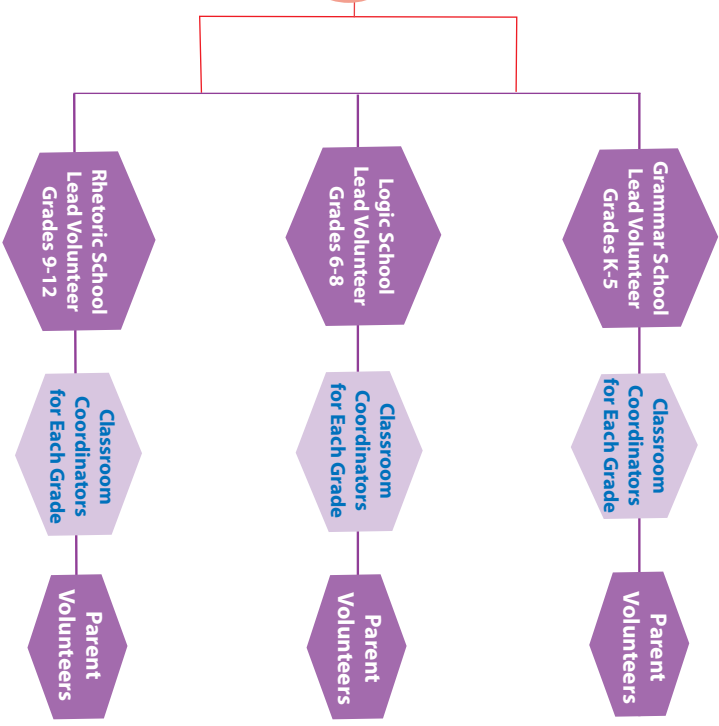 Grammar School
Lead Volunteer
Grades K-5
Classroom
Coordinators
for Each Grade
Parent
Volunteers
Logic School
Lead Volunteer
Grades 6-8
Classroom
Coordinators
for Each Grade
Parent
Volunteers
Rhetoric School
Lead Volunteer
Grades 9-12
Classroom
Coordinators
for Each Grade
Parent
Volunteers